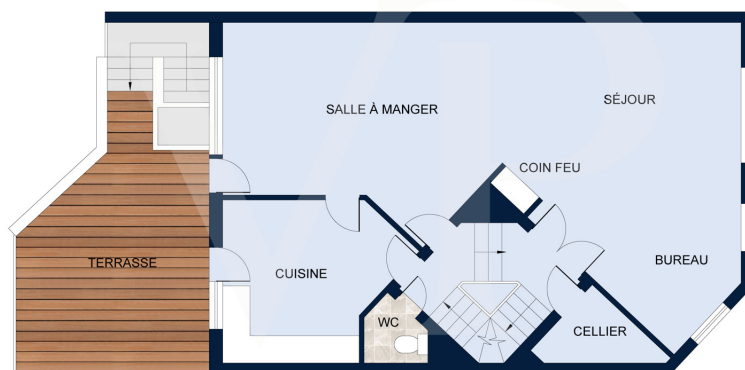 SÉJOUR
SALLE À MANGER
COIN FEU
TERRASSE
CUISINE
BUREAU
WC
CELLIER